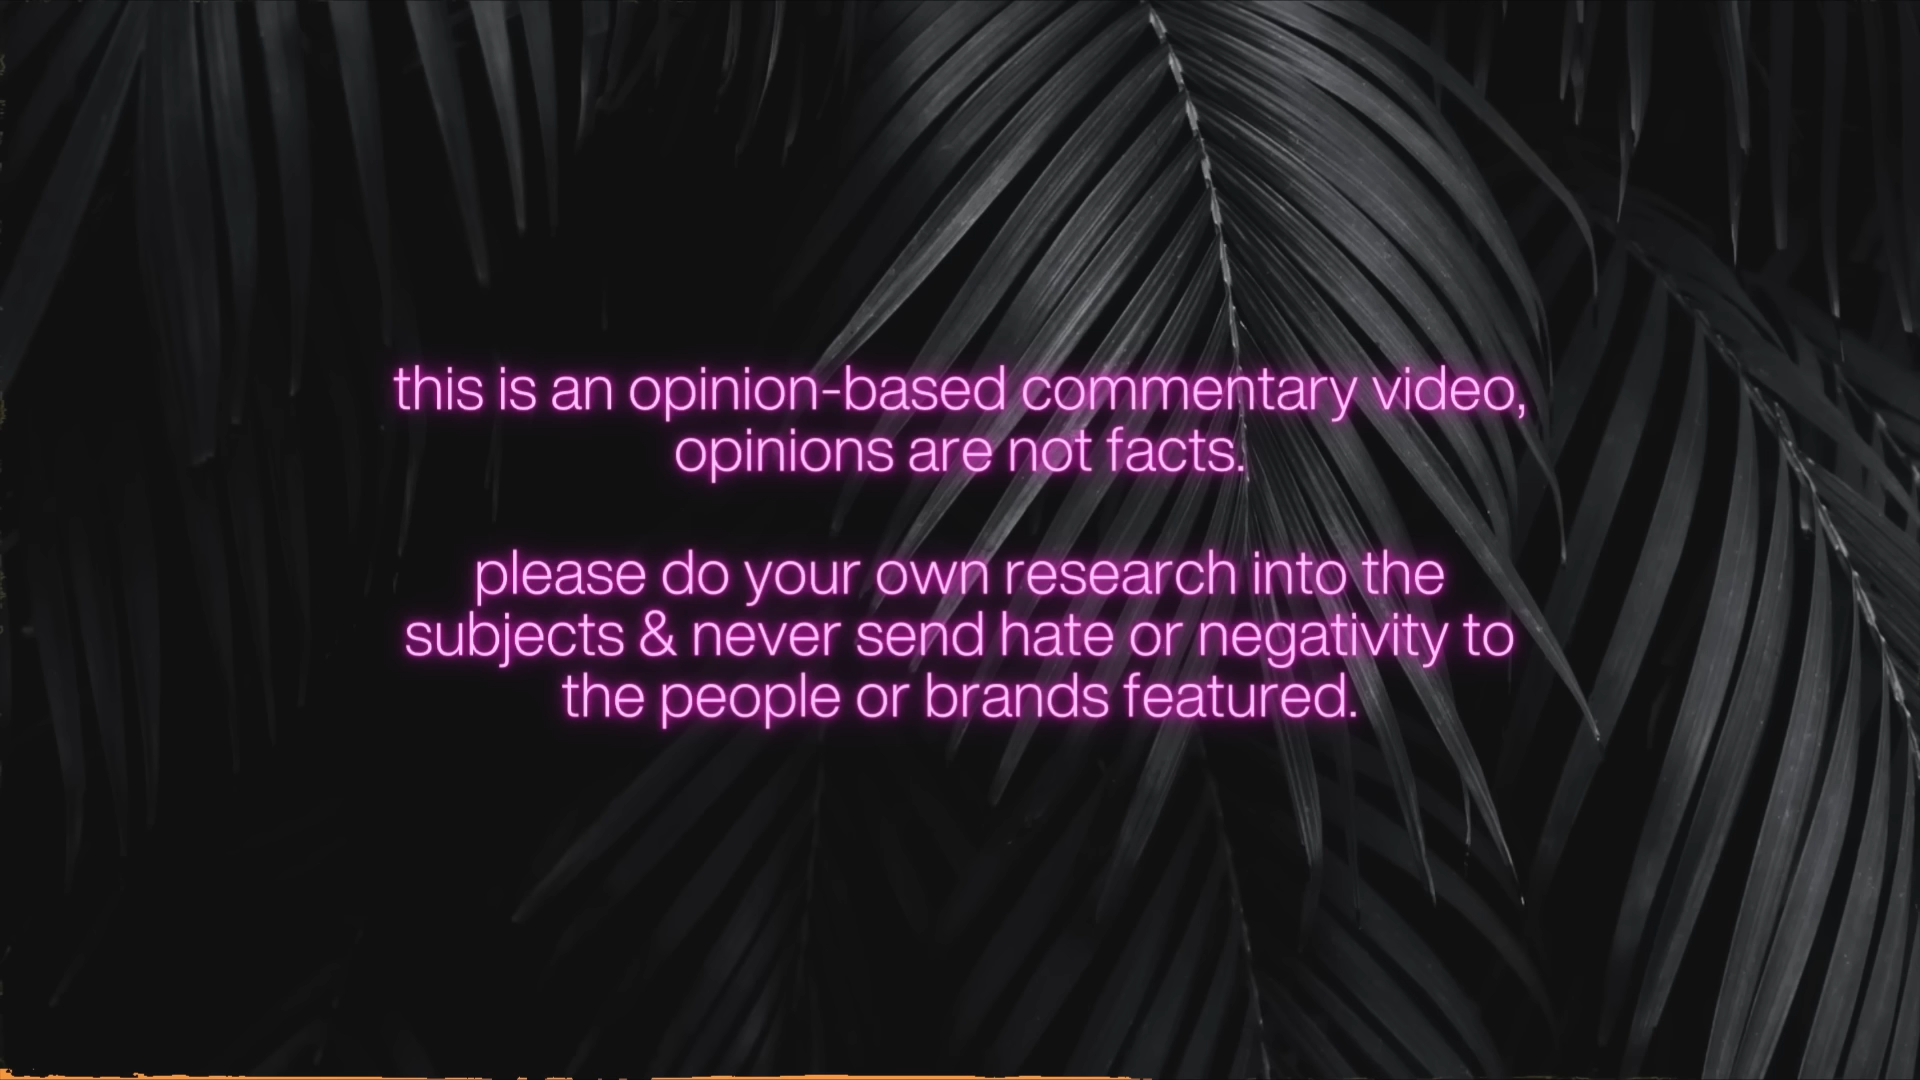 this is an opinion-based commentary video,
opinions are not facts.
please do your own research into the
subjects & never send hate or negativity to
the people or brands featured.